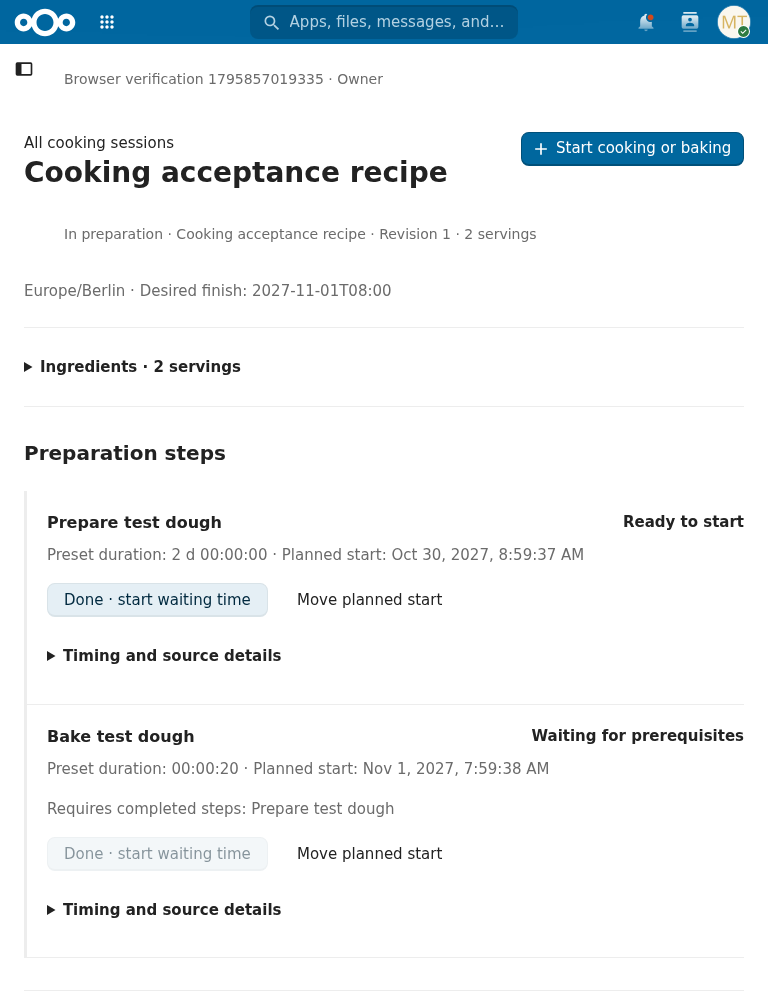 Apps, files, messages, and...
MT
Browser verification 1795857019335 · Owner
All cooking sessions
Start cooking or baking
Cooking acceptance recipe
In preparation · Cooking acceptance recipe · Revision 1 · 2 servings
Europe/Berlin · Desired finish: 2027-11-01T08:00
Ingredients · 2 servings
Preparation steps
Prepare test dough
Ready to start
Preset duration: 2 d 00:00:00 · Planned start: Oct 30, 2027, 8:59:37 AM
Done · start waiting time
Move planned start
Timing and source details
Bake test dough
Waiting for prerequisites
Preset duration: 00:00:20 · Planned start: Nov 1, 2027, 7:59:38 AM
Requires completed steps: Prepare test dough
Done · start waiting time
Move planned start
Timing and source details